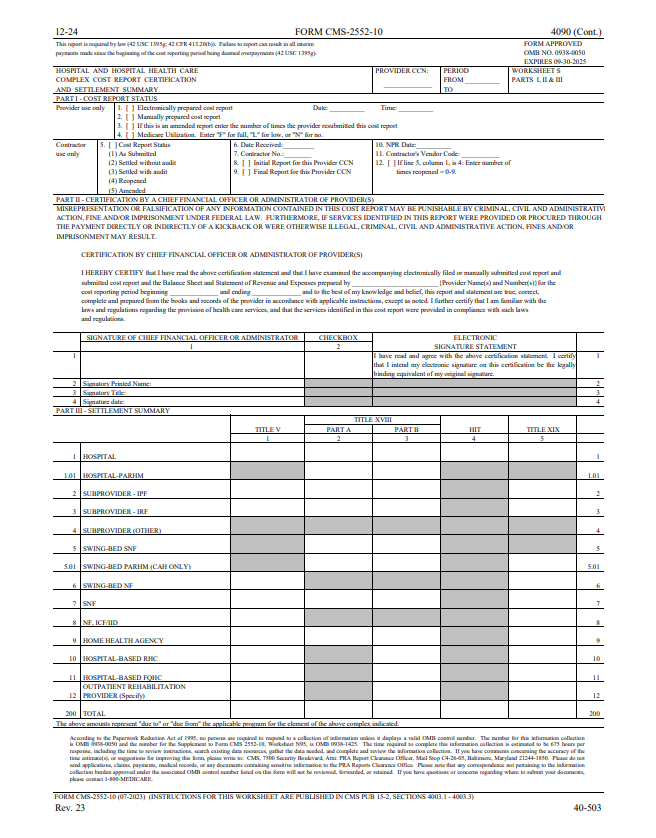 12-24 FORM CMS-2552-10 4090 (Cont.)
This report is required by law (42 USC 1395g; 42 CFR 413.20(b)). Failure to report can result in all interim FORM APPROVED
payments made since the beginning of the cost reporting period being deemed overpayments (42 USC 1395g). OMB NO. 0938-0050
EXPIRES 09-30-2025
HOSPITAL AND HOSPITAL HEALTH CARE PROVIDER CCN: PERIOD WORKSHEET S
COMPLEX COST REPORT CERTIFICATION FROM __________ PARTS I, II & III
AND SETTLEMENT SUMMARY ______________ TO
PART I - COST REPORT STATUS
Provider use only 1. [ ] Electronically prepared cost report Date: __________ Time: __________
2. [ ] Manually prepared cost report
3. [ ] If this is an amended report enter the number of times the provider resubmitted this cost report
4. [ ] Medicare Utilization. Enter "F" for full, "L" for low, or "N" for no.
Contractor 5. [ ] Cost Report Status 6. Date Received:________ 10. NPR Date:__________
use only (1) As Submitted 7. Contractor No.:________ 11. Contractor's Vendor Code: __________
(2) Settled without audit 8. [ ] Initial Report for this Provider CCN 12. [ ] If line 5, column 1, is 4: Enter number of
(3) Settled with audit 9. [ ] Final Report for this Provider CCN times reopened = 0-9.
(4) Reopened
(5) Amended
PART II - CERTIFICATION BY A CHIEF FINANCIAL OFFICER OR ADMINISTRATOR OF PROVIDER(S)
MISREPRESENTATION OR FALSIFICATION OF ANY INFORMATION CONTAINED IN THIS COST REPORT MAY BE PUNISHABLE BY CRIMINAL, CIVIL AND ADMINISTRATIV
ACTION, FINE AND/OR IMPRISONMENT UNDER FEDERAL LAW. FURTHERMORE, IF SERVICES IDENTIFIED IN THIS REPORT WERE PROVIDED OR PROCURED THROUGH
THE PAYMENT DIRECTLY OR INDIRECTLY OF A KICKBACK OR WERE OTHERWISE ILLEGAL, CRIMINAL, CIVIL AND ADMINISTRATIVE ACTION, FINES AND/OR
IMPRISONMENT MAY RESULT.
CERTIFICATION BY CHIEF FINANCIAL OFFICER OR ADMINISTRATOR OF PROVIDER(S)
I HEREBY CERTIFY that I have read the above certification statement and that I have examined the accompanying electronically filed or manually submitted cost report and
submitted cost report and the Balance Sheet and Statement of Revenue and Expenses prepared by ____________________ {Provider Name(s) and Number(s)} for the
cost reporting period beginning ____________ and ending ____________ and to the best of my knowledge and belief, this report and statement are true, correct,
complete and prepared from the books and records of the provider in accordance with applicable instructions, except as noted. I further certify that I am familiar with the
laws and regulations regarding the provision of health care services, and that the services identified in this cost report were provided in compliance with such laws
and regulations.
SIGNATURE OF CHIEF FINANCIAL OFFICER OR ADMINISTRATOR CHECKBOX ELECTRONIC
1 2 SIGNATURE STATEMENT
1 I have read and agree with the above certification statement. I certify 1
that I intend my electronic signature on this certification be the legally
binding equivalent of my original signature.
2 Signatory Printed Name: 2
3 Signatory Title: 3
4 Signature date: 4
PART III - SETTLEMENT SUMMARY
TITLE XVIII
TITLE V PART A PART B HIT TITLE XIX
1 2 3 4 5
1 HOSPITAL 1
1.01 HOSPITAL-PARHM 1.01
2 SUBPROVIDER - IPF 2
3 SUBPROVIDER - IRF 3
4 SUBPROVIDER (OTHER) 4
5 SWING-BED SNF 5
5.01 SWING-BED PARHM (CAH ONLY) 5.01
6 SWING-BED NF 6
7 SNF 7
8 NF, ICF/IID 8
9 HOME HEALTH AGENCY 9
10 HOSPITAL-BASED RHC 10
11 HOSPITAL-BASED FQHC 11
OUTPATIENT REHABILITATION
12 PROVIDER (Specify) 12
200 TOTAL 200
The above amounts represent "due to" or "due from" the applicable program for the element of the above complex indicated.
According to the Paperwork Reduction Act of 1995, no persons are required to respond to a collection of information unless it displays a valid OMB control number. The number for this information collection
is OMB 0938-0050 and the number for the Supplement to Form CMS 2552-10, Worksheet N95, is OMB 0938-1425. The time required to complete this information collection is estimated to be 675 hours per
response, including the time to review instructions, search existing data resources, gather the data needed, and complete and review the information collection. If you have comments concerning the accuracy of the
time estimate(s), or suggestions for improving this form, please write to: CMS, 7500 Security Boulevard, Attn: PRA Report Clearance Officer, Mail Stop C4-26-05, Baltimore, Maryland 21244-1850. Please do not
send applications, claims, payments, medical records, or any documents containing sensitive information to the PRA Reports Clearance Office. Please note that any correspondence not pertaining to the information
collection burden approved under the associated OMB control number listed on this form will not be reviewed, forwarded, or retained. If you have questions or concerns regarding where to submit your documents,
please contact 1-800-MEDICARE.
FORM CMS-2552-10 (07-2023) (INSTRUCTIONS FOR THIS WORKSHEET ARE PUBLISHED IN CMS PUB 15-2, SECTIONS 4003.1 - 4003.3)
Rev. 23 40-503